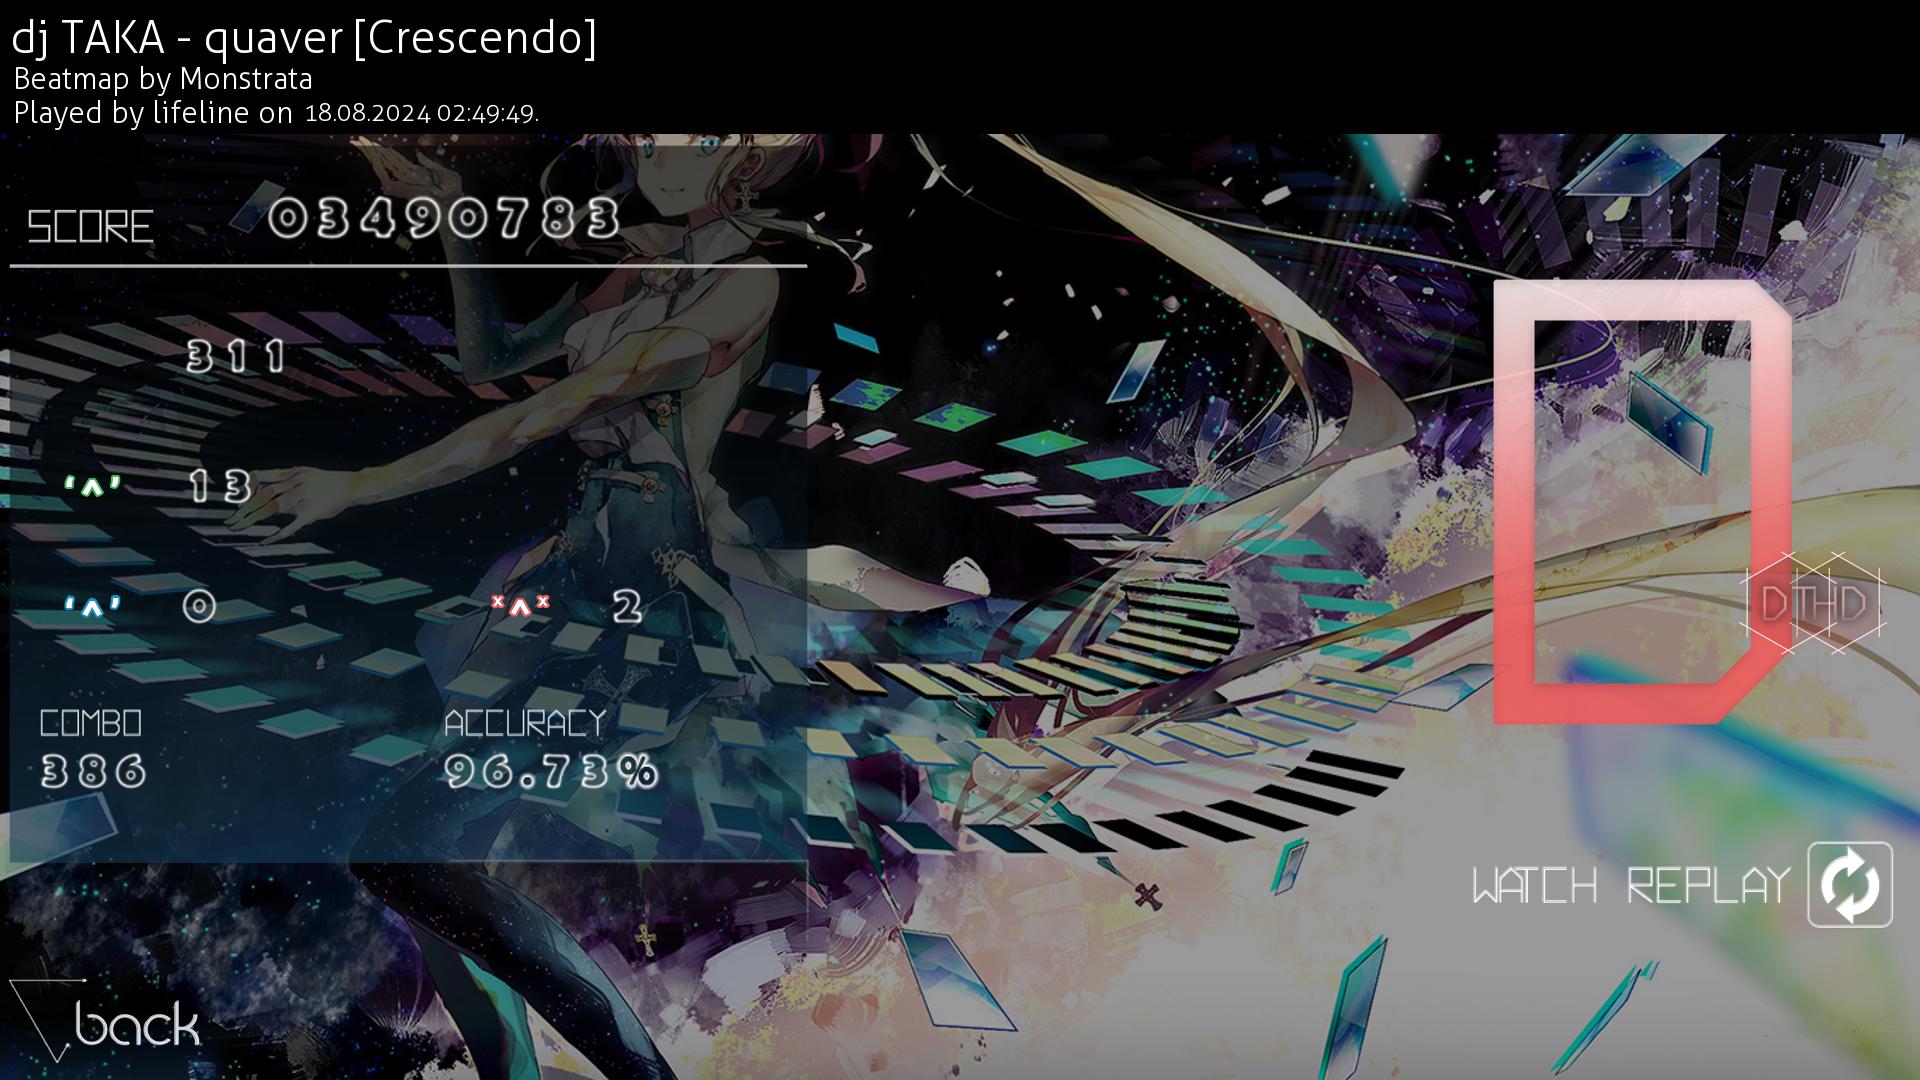 dj TAKA - quaver [Crescendo]
Beatmap by Monstrata
Played by lifeline on 18.08.2024 02:49:49.
SCORE 03490783
311
'^' 13
'^' 0 x^x 2
COMBO ACCURACY
386 96.73%
D
DT HD
WATCH REPLAY
back